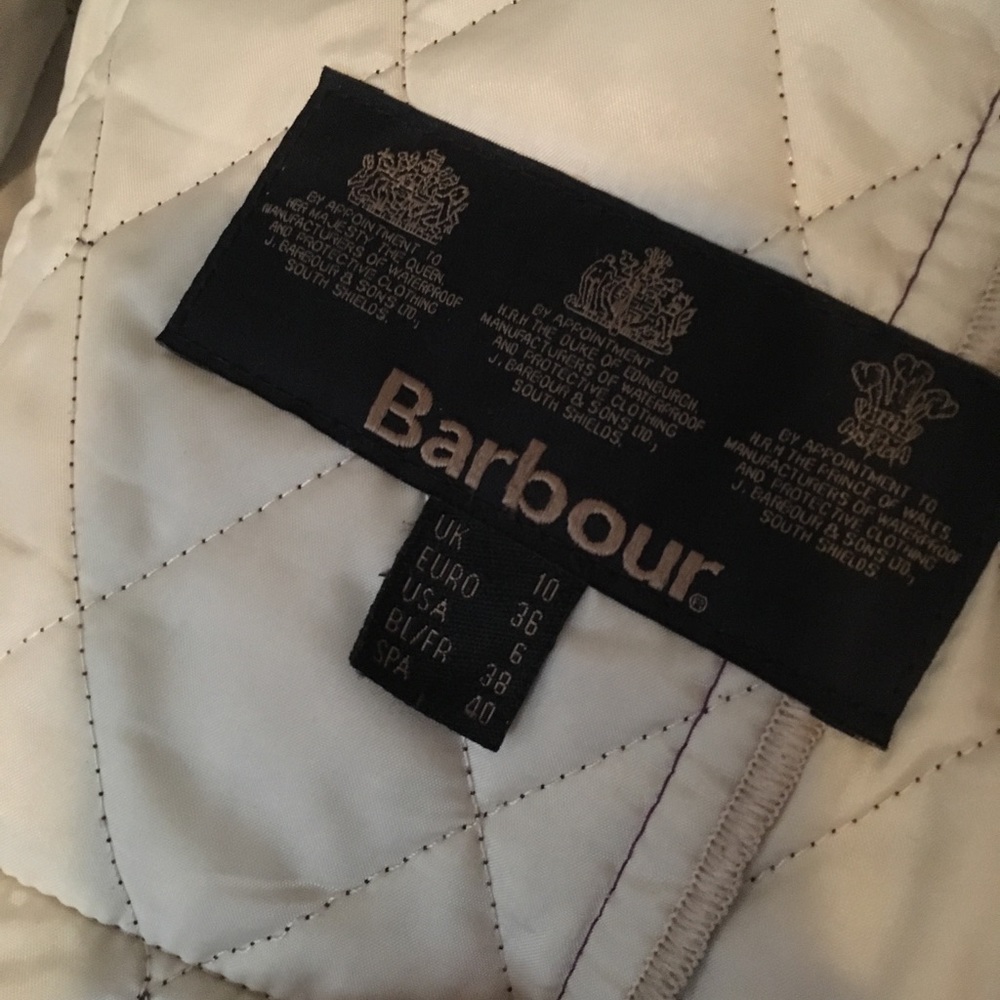 BY APPOINTMENT TO
HER MAJESTY THE QUEEN,
MANUFACTURERS OF WATERPROOF
AND PROTECTIVE CLOTHING
J. BARBOUR & SONS LTD,
SOUTH SHIELDS.
BY APPOINTMENT TO
H.R.H THE DUKE OF EDINBURGH,
MANUFACTURERS OF WATERPROOF
AND PROTECTIVE CLOTHING
J. BARBOUR & SONS LTD,
SOUTH SHIELDS.
BY APPOINTMENT TO
H.R.H THE PRINCE OF WALES,
MANUFACTURERS OF WATERPROOF
AND PROTECTIVE CLOTHING
J. BARBOUR & SONS LTD,
SOUTH SHIELDS.
Barbour®
UK 10
EURO 36
USA 6
BL/FR 38
SPA 40